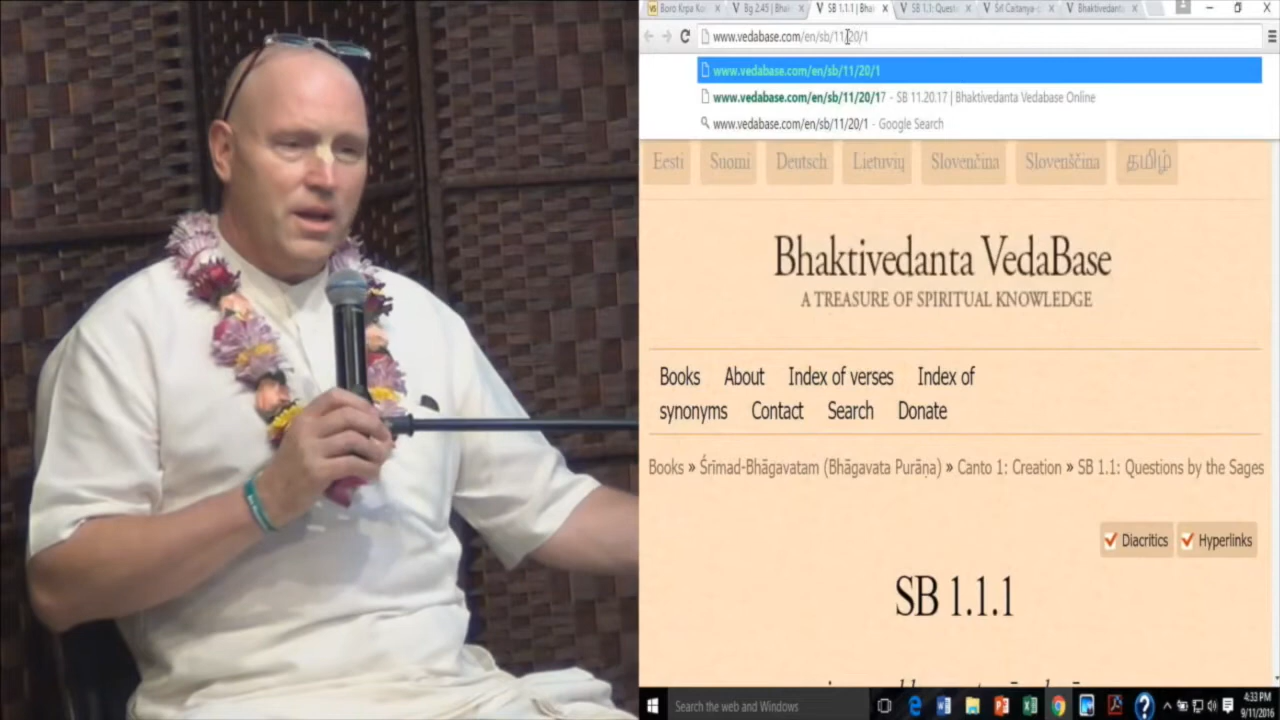 Boro Krpa Ko
Bg 2.45 | Bhak
SB 1.1.1 | Bhak
SB 1.1: Questi
Śrī Caitanya-c
Bhaktivedanta
www.vedabase.com/en/sb/11/20/1
www.vedabase.com/en/sb/11/20/1
www.vedabase.com/en/sb/11/20/17 - SB 11.20.17 | Bhaktivedanta Vedabase Online
www.vedabase.com/en/sb/11/20/1 - Google Search
Eesti Suomi Deutsch Lietuvių Slovenčina Slovenščina தமிழ்
Bhaktivedanta VedaBase
A TREASURE OF SPIRITUAL KNOWLEDGE
Books About Index of verses Index of
synonyms Contact Search Donate
Books » Śrīmad-Bhāgavatam (Bhāgavata Purāṇa) » Canto 1: Creation » SB 1.1: Questions by the Sages
Diacritics Hyperlinks
SB 1.1.1
Search the web and Windows
4:33 PM
9/11/2016